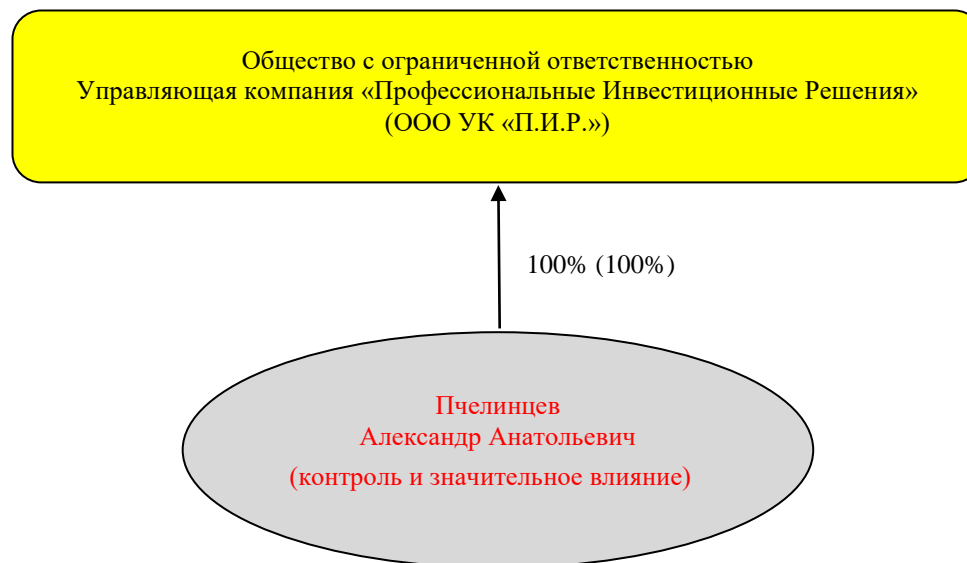 Общество с ограниченной ответственностью
Управляющая компания «Профессиональные Инвестиционные Решения»
(ООО УК «П.И.Р.»)
100% (100%)
Пчелинцев
Александр Анатольевич
(контроль и значительное влияние)